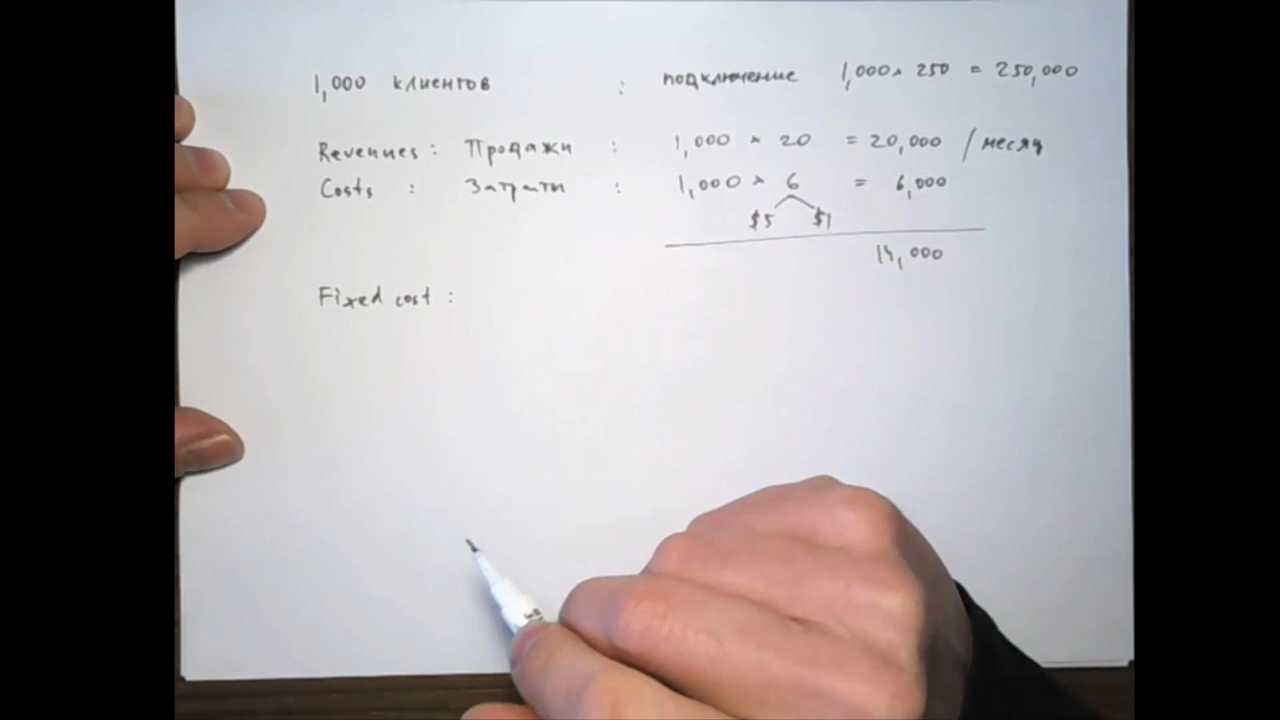 1,000 клиентов : подключение 1,000 × 250 = 250,000
Revenues : Продажи : 1,000 × 20 = 20,000 / месяц
Costs : Затраты : 1,000 × 6 = 6,000
$5 $1
14,000
Fixed cost :